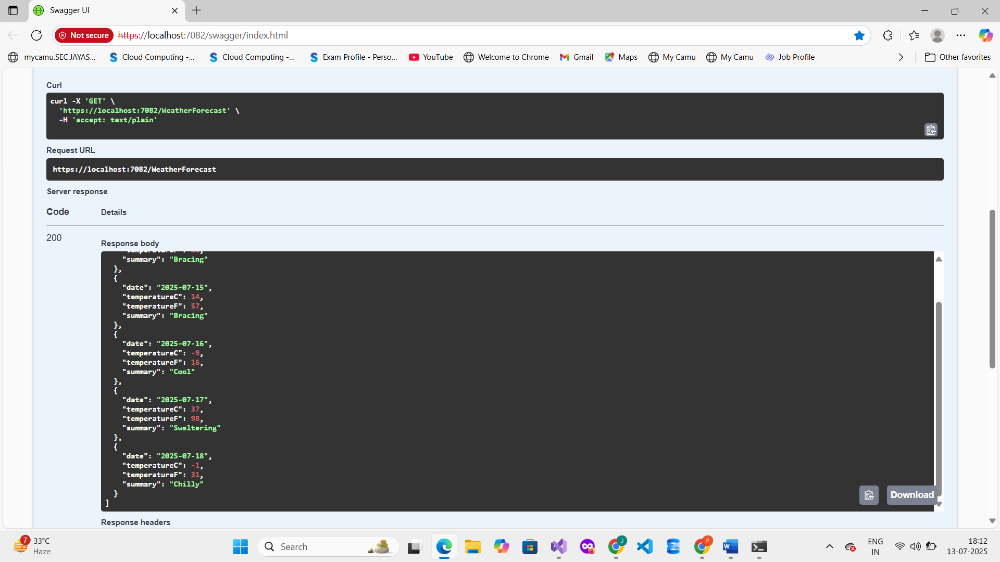 Swagger UI
Not secure https://localhost:7082/swagger/index.html
mycamu.SEC.JAYAS... Cloud Computing -... Cloud Computing -... Exam Profile - Perso... YouTube Welcome to Chrome Gmail Maps My Camu My Camu Job Profile Other favorites
Curl
curl -X 'GET' \
'https://localhost:7082/WeatherForecast' \
-H 'accept: text/plain'
Request URL
https://localhost:7082/WeatherForecast
Server response
Code Details
200
Response body
"summary": "Bracing"
},
{
"date": "2025-07-15",
"temperatureC": 14,
"temperatureF": 57,
"summary": "Bracing"
},
{
"date": "2025-07-16",
"temperatureC": -9,
"temperatureF": 16,
"summary": "Cool"
},
{
"date": "2025-07-17",
"temperatureC": 37,
"temperatureF": 98,
"summary": "Sweltering"
},
{
"date": "2025-07-18",
"temperatureC": -1,
"temperatureF": 31,
"summary": "Chilly"
}
]
Download
Response headers
7 33°C
Haze
Search
J
P
W
ENG
IN
18:12
13-07-2025